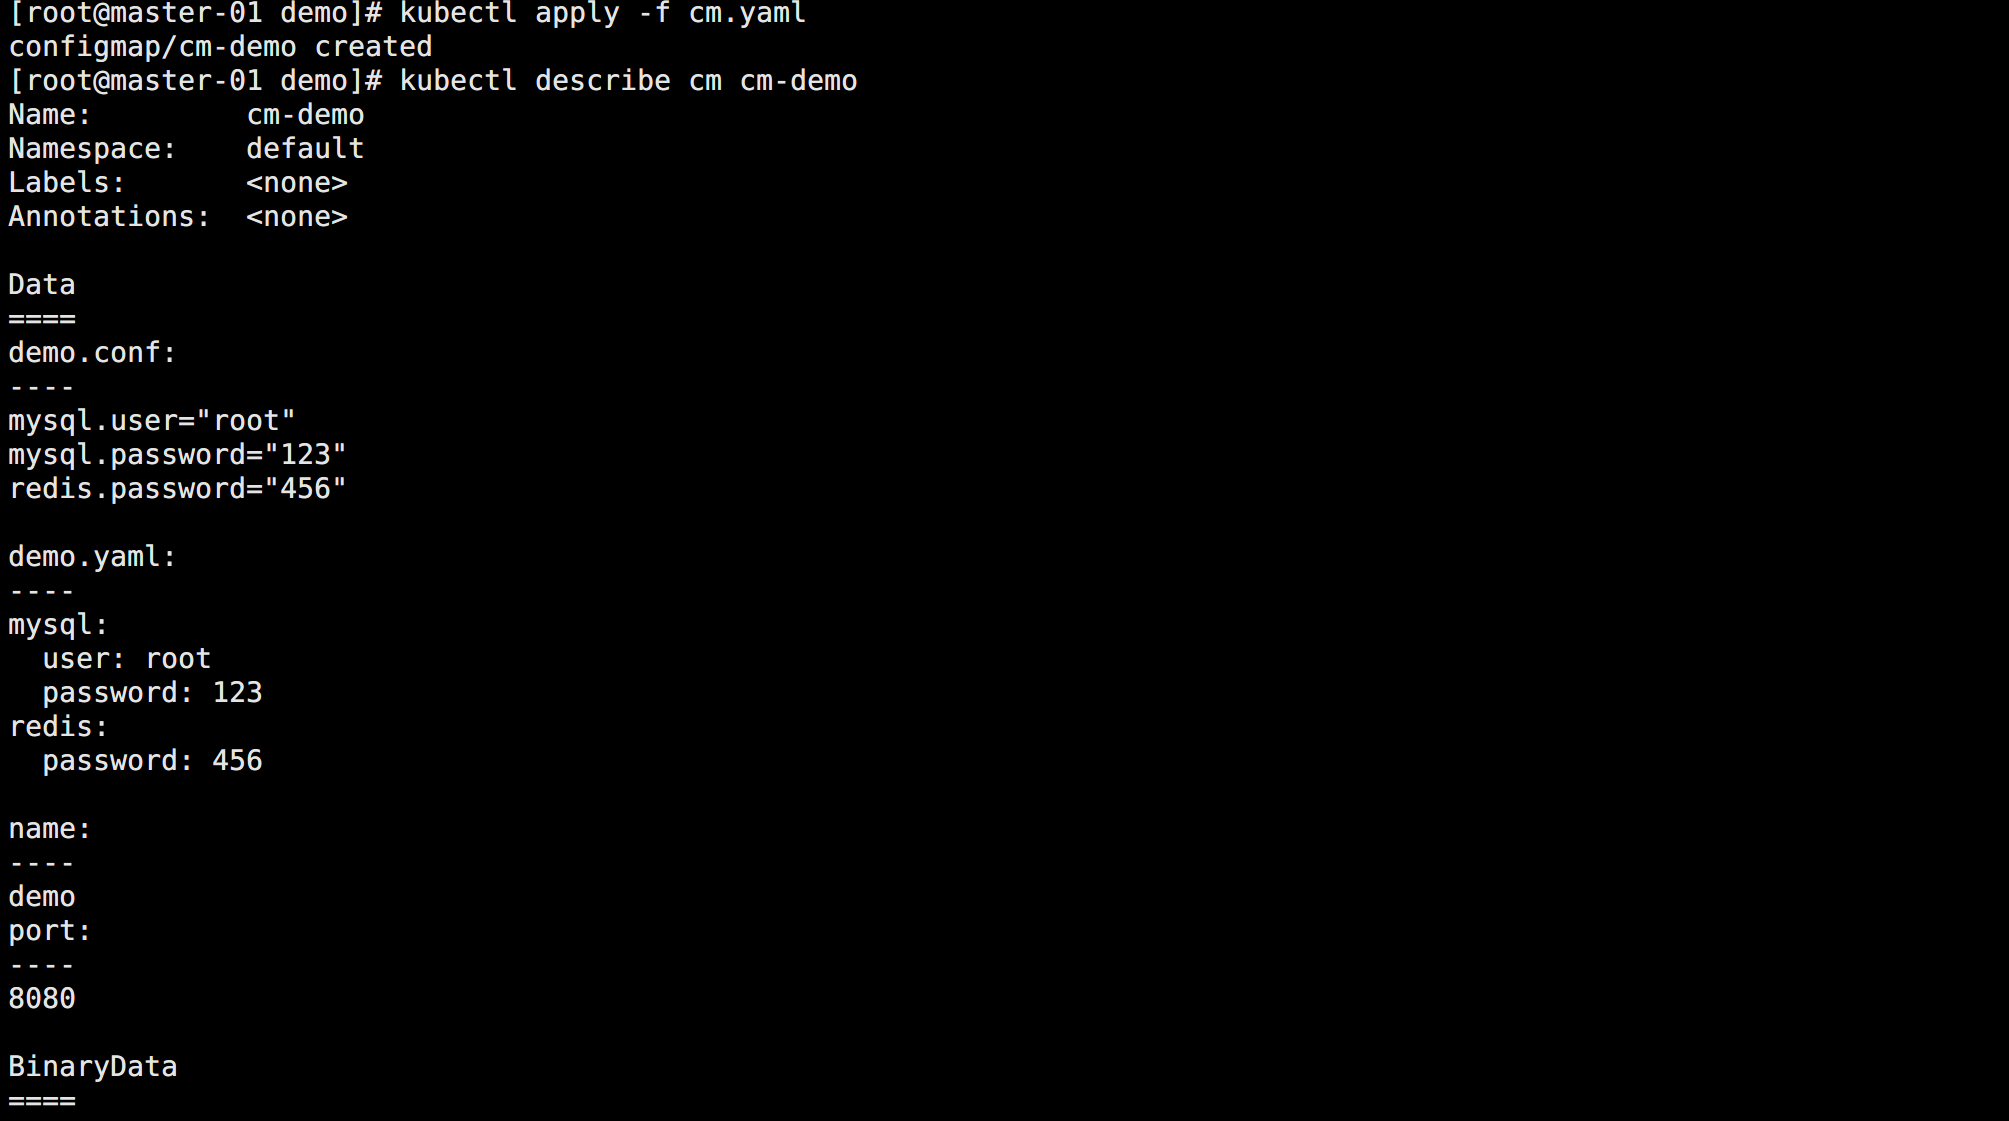 [root@master-01 demo]# kubectl apply -f cm.yaml
configmap/cm-demo created
[root@master-01 demo]# kubectl describe cm cm-demo
Name:         cm-demo
Namespace:    default
Labels:       <none>
Annotations:  <none>

Data
====
demo.conf:
----
mysql.user="root"
mysql.password="123"
redis.password="456"

demo.yaml:
----
mysql:
  user: root
  password: 123
redis:
  password: 456

name:
----
demo
port:
----
8080

BinaryData
====